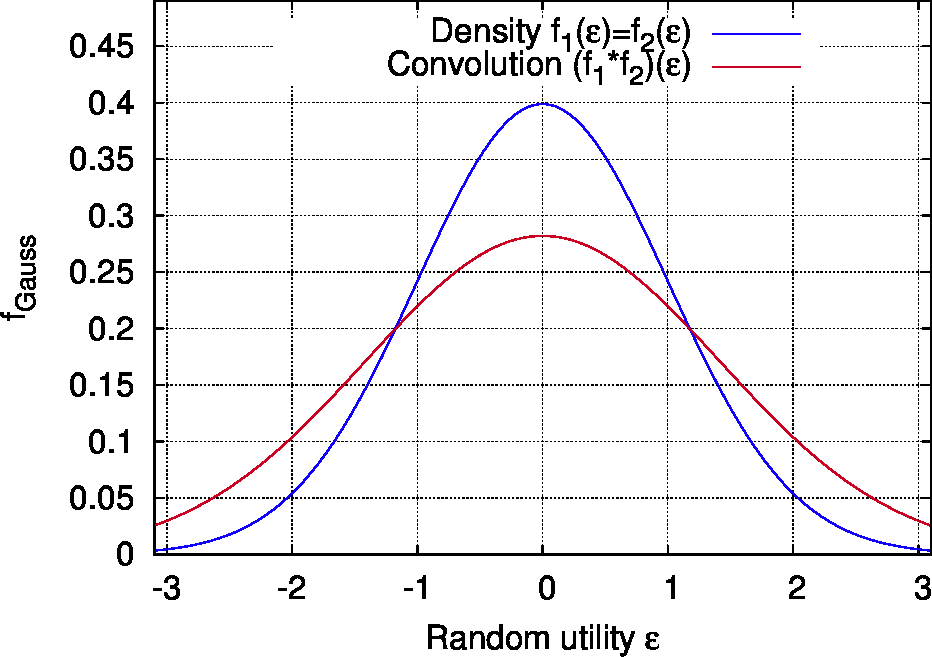 Density f₁(ε)=f₂(ε)
Convolution (f₁*f₂)(ε)
0.45
0.4
0.35
0.3
0.25
0.2
0.15
0.1
0.05
0
f_Gauss
-3 -2 -1 0 1 2 3
Random utility ε